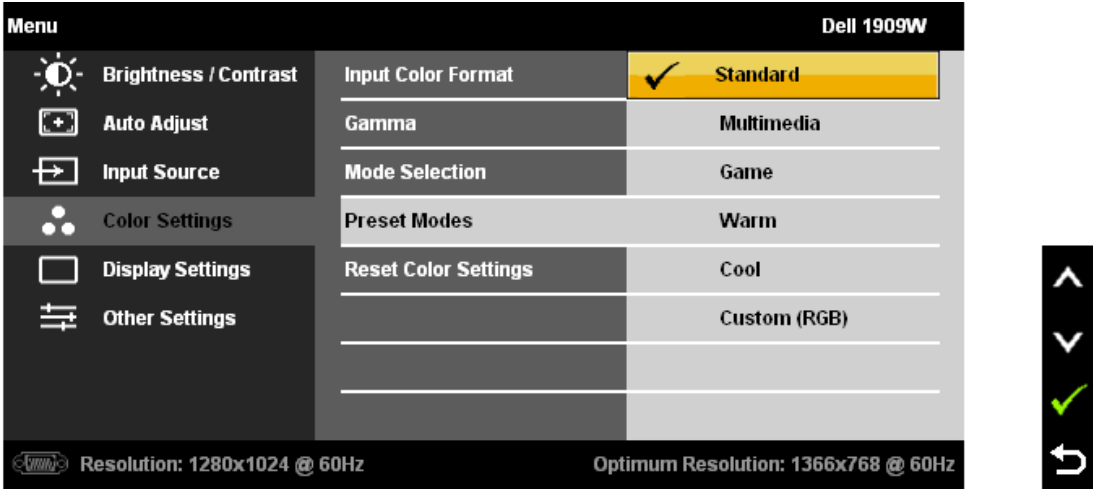 Menu Dell 1909W
Brightness / Contrast Input Color Format Standard
Auto Adjust Gamma Multimedia
Input Source Mode Selection Game
Color Settings Preset Modes Warm
Display Settings Reset Color Settings Cool
Other Settings Custom (RGB)
Resolution: 1280x1024 @ 60Hz Optimum Resolution: 1366x768 @ 60Hz